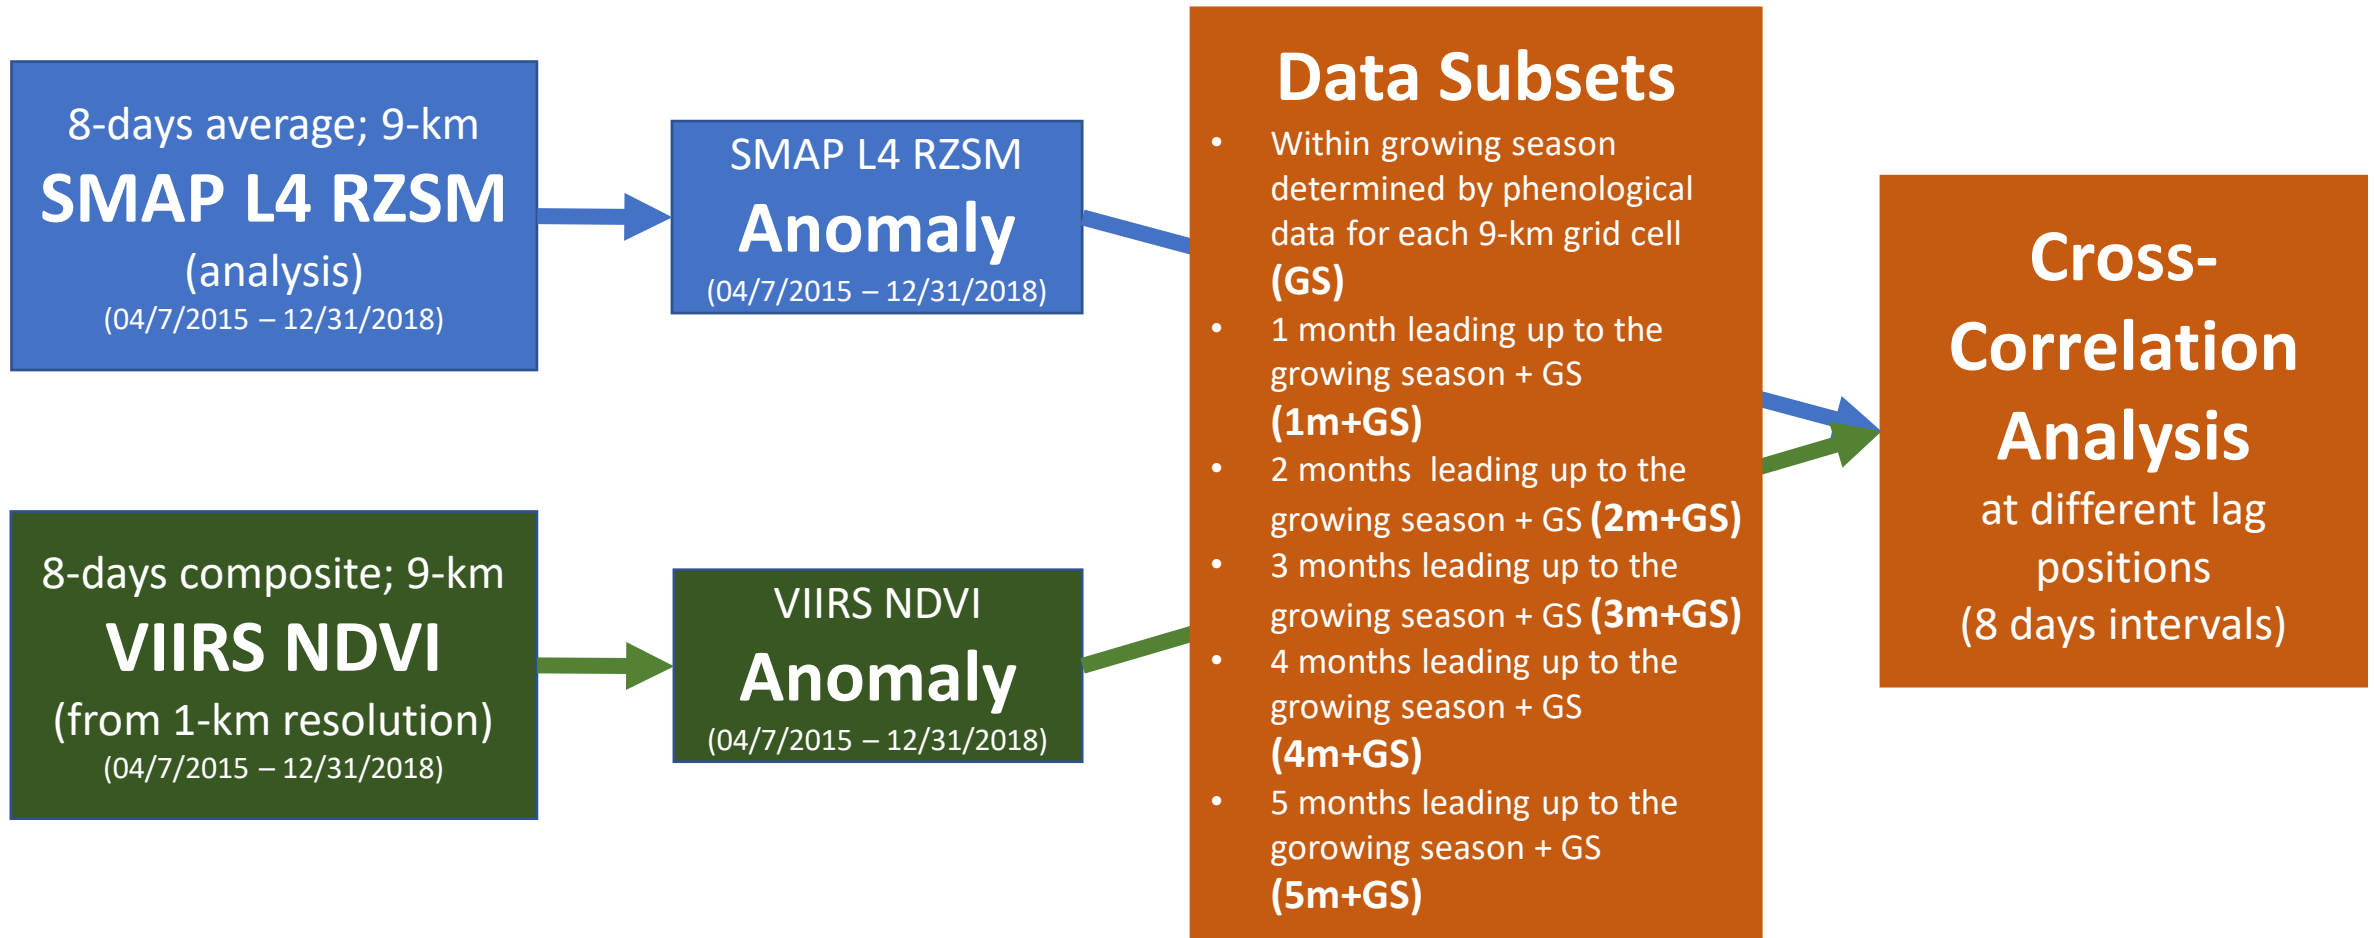 8-days average; 9-km
SMAP L4 RZSM
(analysis)
(04/7/2015 – 12/31/2018)
SMAP L4 RZSM
Anomaly
(04/7/2015 – 12/31/2018)
8-days composite; 9-km
VIIRS NDVI
(from 1-km resolution)
(04/7/2015 – 12/31/2018)
VIIRS NDVI
Anomaly
(04/7/2015 – 12/31/2018)
Data Subsets
• Within growing season
determined by phenological
data for each 9-km grid cell
(GS)
• 1 month leading up to the
growing season + GS
(1m+GS)
• 2 months leading up to the
growing season + GS (2m+GS)
• 3 months leading up to the
growing season + GS (3m+GS)
• 4 months leading up to the
growing season + GS
(4m+GS)
• 5 months leading up to the
gorowing season + GS
(5m+GS)
Cross-
Correlation
Analysis
at different lag
positions
(8 days intervals)